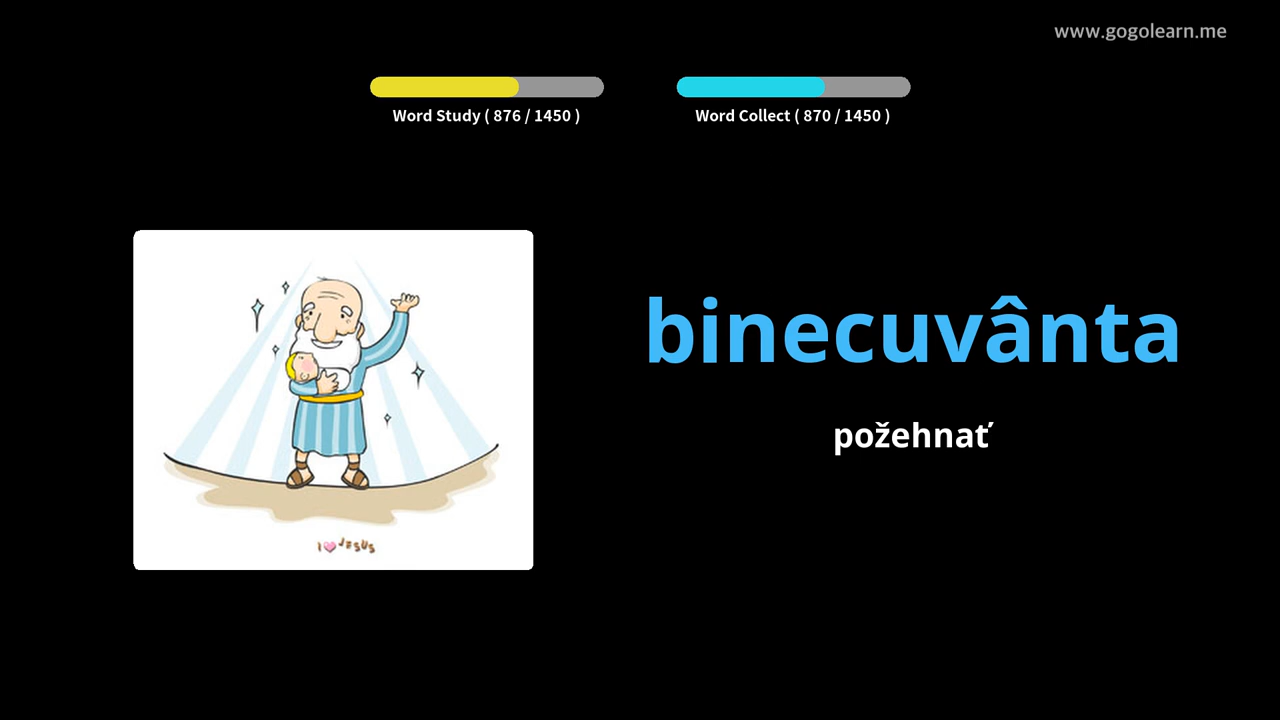 www.gogolearn.me
Word Study ( 876 / 1450 )
Word Collect ( 870 / 1450 )
binecuvânta
požehnať
I ♥ JESUS